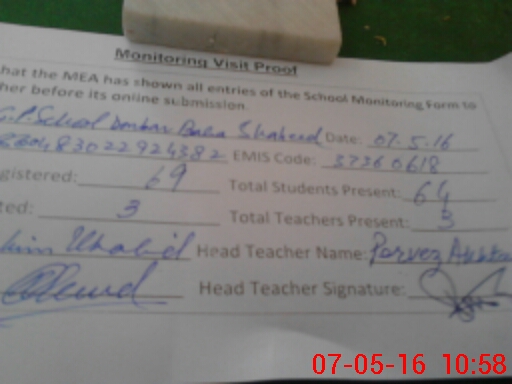 Monitoring Visit Proof
hat the MEA has shown all entries of the School Monitoring Form to
her before its online submission.
G.P.School Baba Shaheed Date: 07.5.16
EMIS Code: 37360618
gistered: 69 Total Students Present: 64
ted: 3 Total Teachers Present: 3
Khalid Head Teacher Name: Parvez
Head Teacher Signature:
07-05-16 10:58